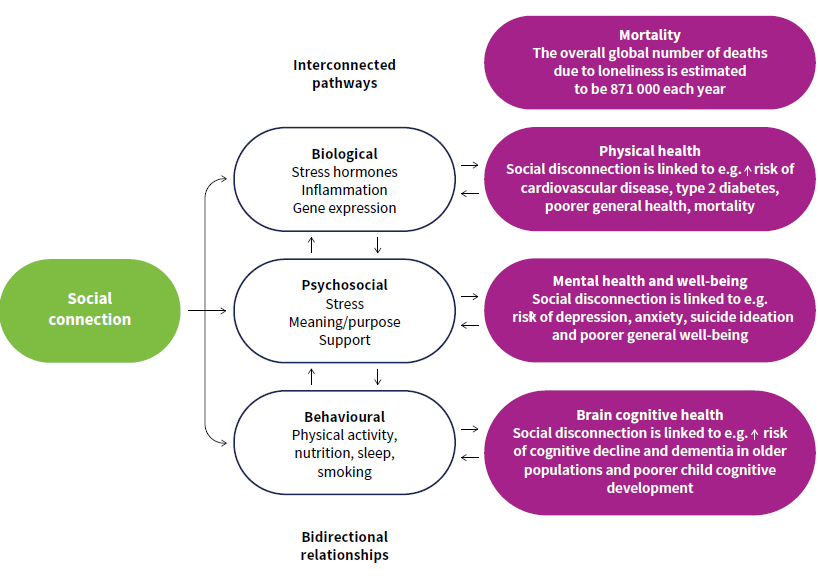 Interconnected
pathways
Mortality
The overall global number of deaths
due to loneliness is estimated
to be 871 000 each year
Biological
Stress hormones
Inflammation
Gene expression
Physical health
Social disconnection is linked to e.g. ↑ risk of
cardiovascular disease, type 2 diabetes,
poorer general health, mortality
Social
connection
Psychosocial
Stress
Meaning/purpose
Support
Mental health and well-being
Social disconnection is linked to e.g.
risk of depression, anxiety, suicide ideation
and poorer general well-being
Behavioural
Physical activity,
nutrition, sleep,
smoking
Brain cognitive health
Social disconnection is linked to e.g. ↑ risk
of cognitive decline and dementia in older
populations and poorer child cognitive
development
Bidirectional
relationships